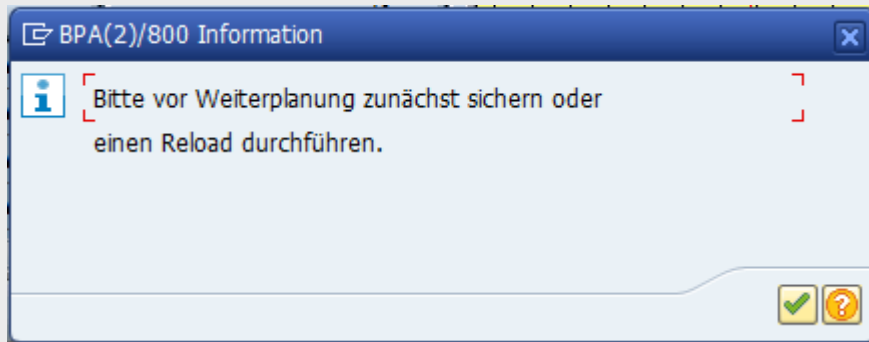 BPA(2)/800 Information
Bitte vor Weiterplanung zunächst sichern oder
einen Reload durchführen.